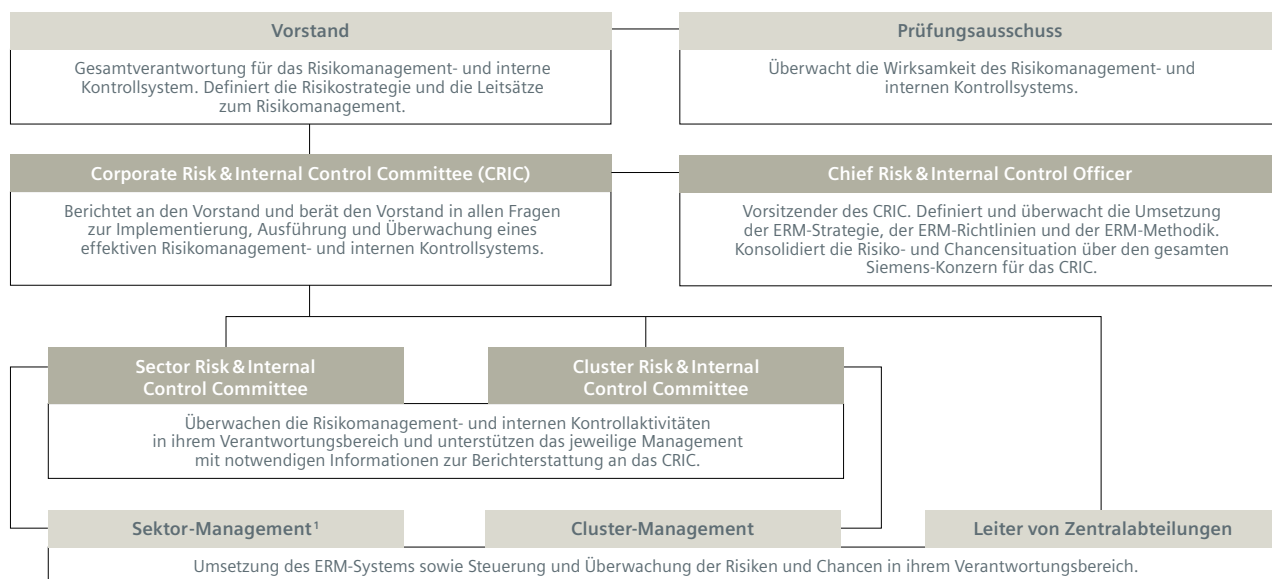 Vorstand
Gesamtverantwortung für das Risikomanagement- und interne
Kontrollsystem. Definiert die Risikostrategie und die Leitsätze
zum Risikomanagement.
Prüfungsausschuss
Überwacht die Wirksamkeit des Risikomanagement- und
internen Kontrollsystems.
Corporate Risk & Internal Control Committee (CRIC)
Berichtet an den Vorstand und berät den Vorstand in allen Fragen
zur Implementierung, Ausführung und Überwachung eines
effektiven Risikomanagement- und internen Kontrollsystems.
Chief Risk & Internal Control Officer
Vorsitzender des CRIC. Definiert und überwacht die Umsetzung
der ERM-Strategie, der ERM-Richtlinien und der ERM-Methodik.
Konsolidiert die Risiko- und Chancensituation über den gesamten
Siemens-Konzern für das CRIC.
Sector Risk & Internal
Control Committee
Cluster Risk & Internal
Control Committee
Überwachen die Risikomanagement- und internen Kontrollaktivitäten
in ihrem Verantwortungsbereich und unterstützen das jeweilige Management
mit notwendigen Informationen zur Berichterstattung an das CRIC.
Sektor-Management¹
Cluster-Management
Leiter von Zentralabteilungen
Umsetzung des ERM-Systems sowie Steuerung und Überwachung der Risiken und Chancen in ihrem Verantwortungsbereich.